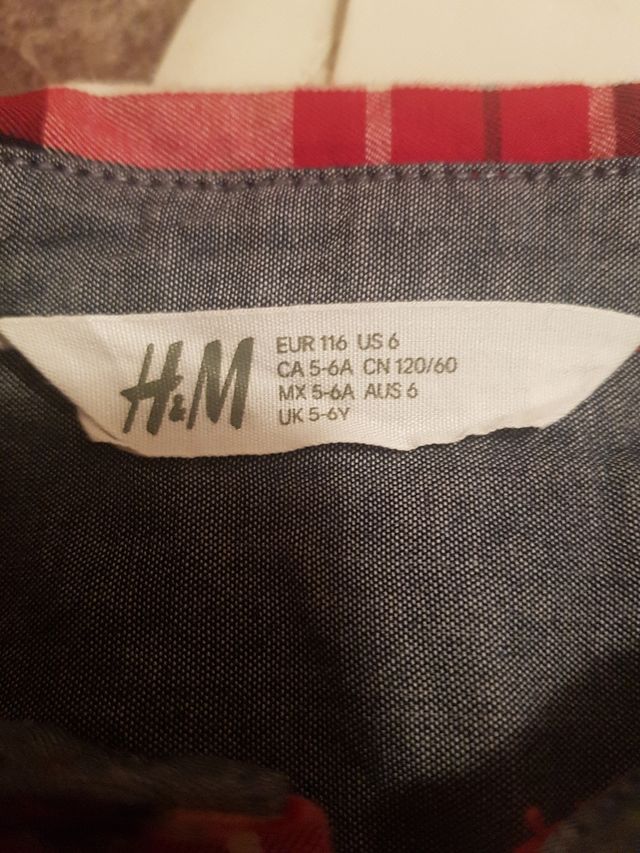 H&M
EUR 116 US 6
CA 5-6A CN 120/60
MX 5-6A AUS 6
UK 5-6Y